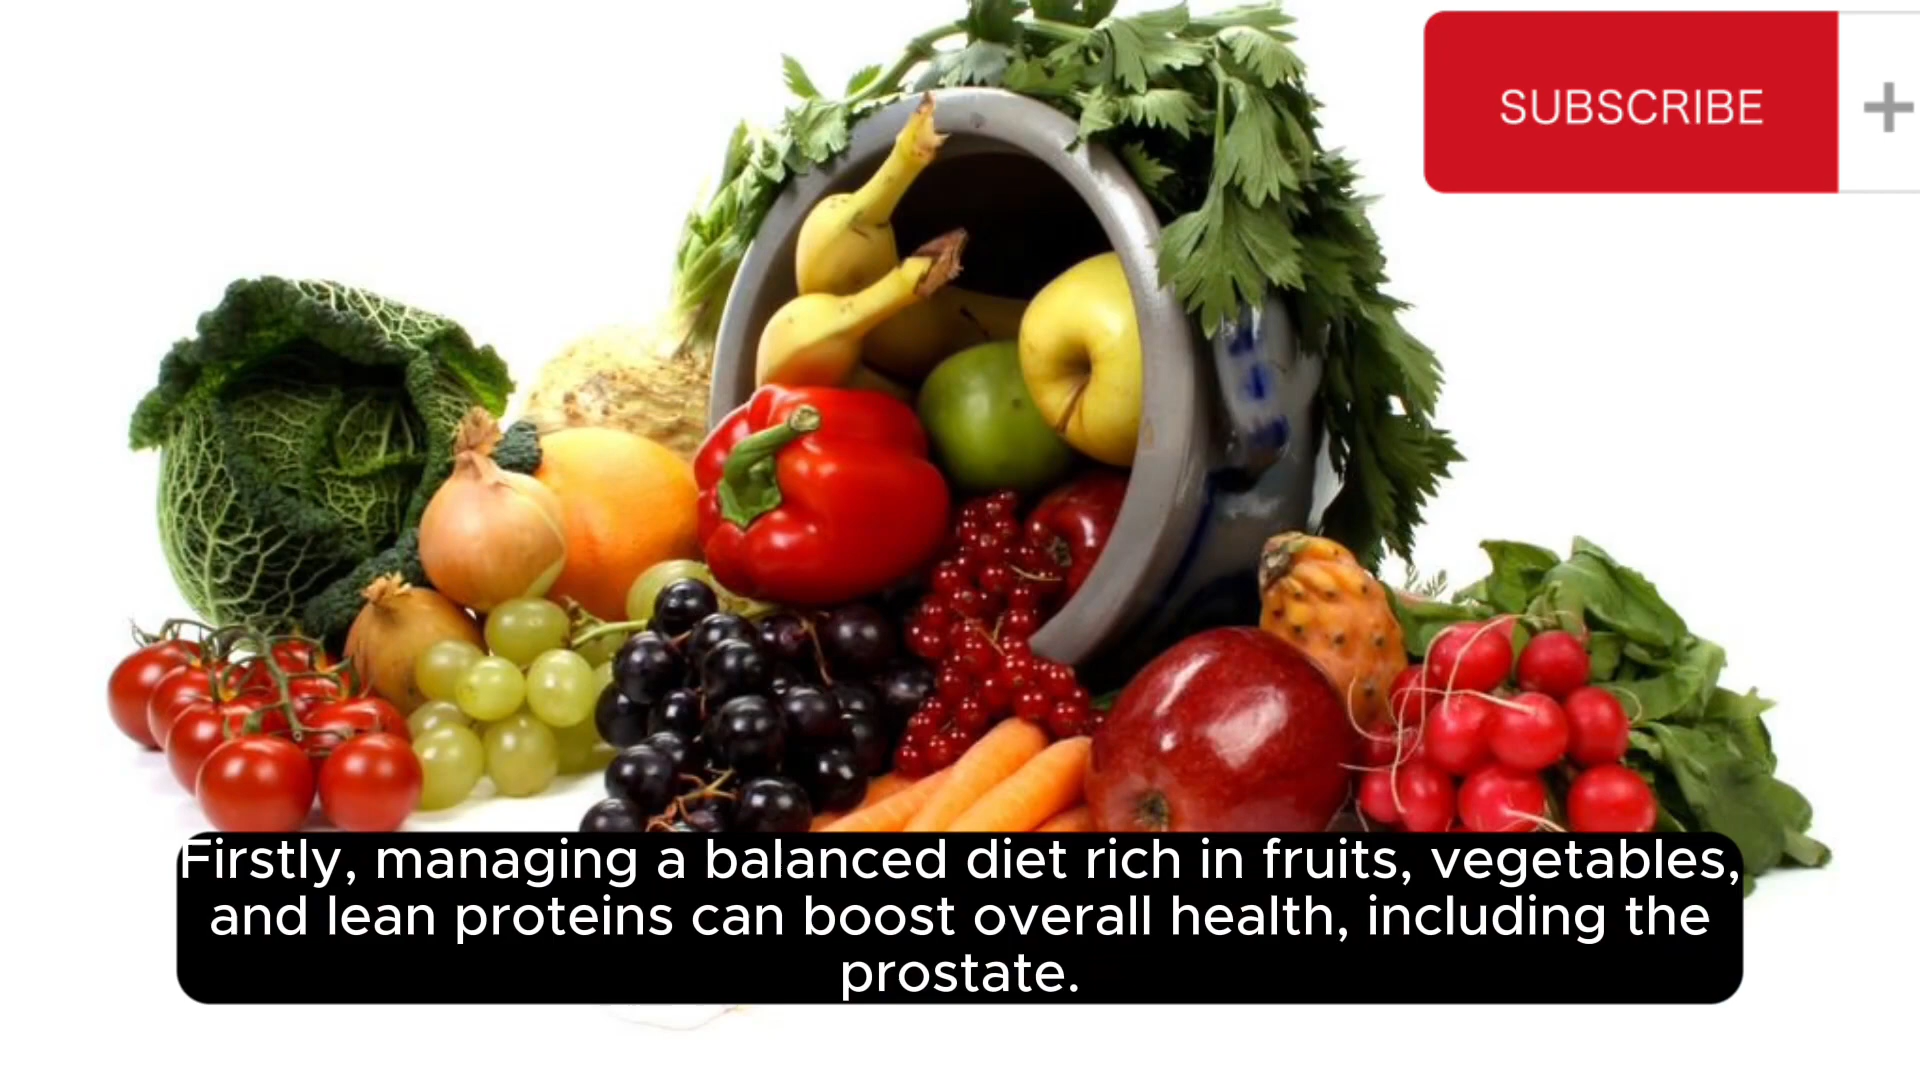 SUBSCRIBE
Firstly, managing a balanced diet rich in fruits, vegetables,
and lean proteins can boost overall health, including the
prostate.